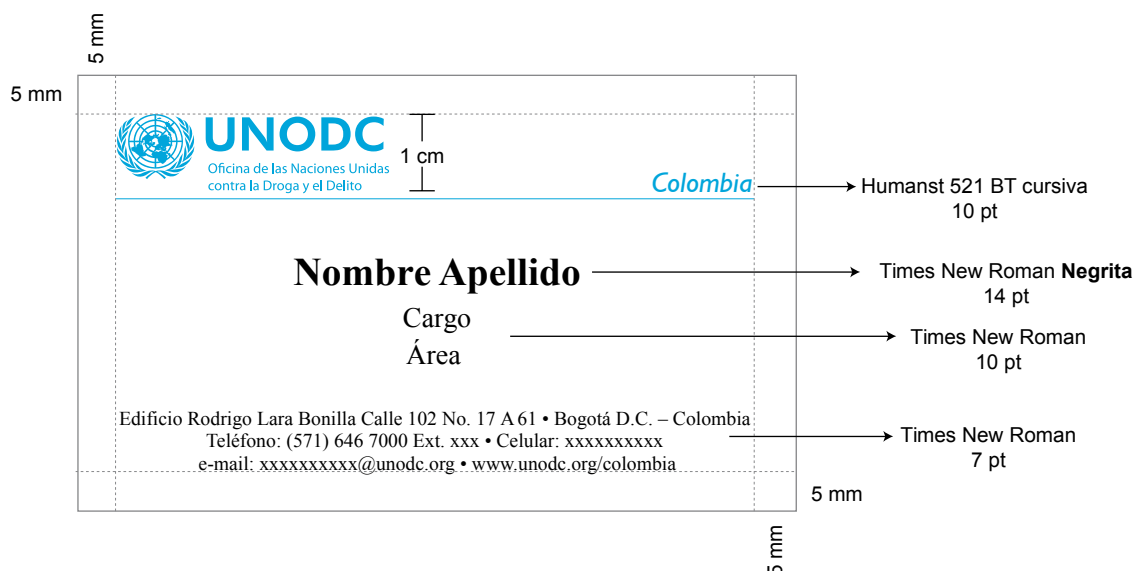 5 mm
5 mm
UNODC
Oficina de las Naciones Unidas
contra la Droga y el Delito
1 cm
Colombia
Humanst 521 BT cursiva
10 pt
Nombre Apellido
Times New Roman Negrita
14 pt
Cargo
Área
Times New Roman
10 pt
Edificio Rodrigo Lara Bonilla Calle 102 No. 17 A 61 • Bogotá D.C. – Colombia
Teléfono: (571) 646 7000 Ext. xxx • Celular: xxxxxxxxxx
e-mail: xxxxxxxxxx@unodc.org • www.unodc.org/colombia
Times New Roman
7 pt
5 mm
5 mm